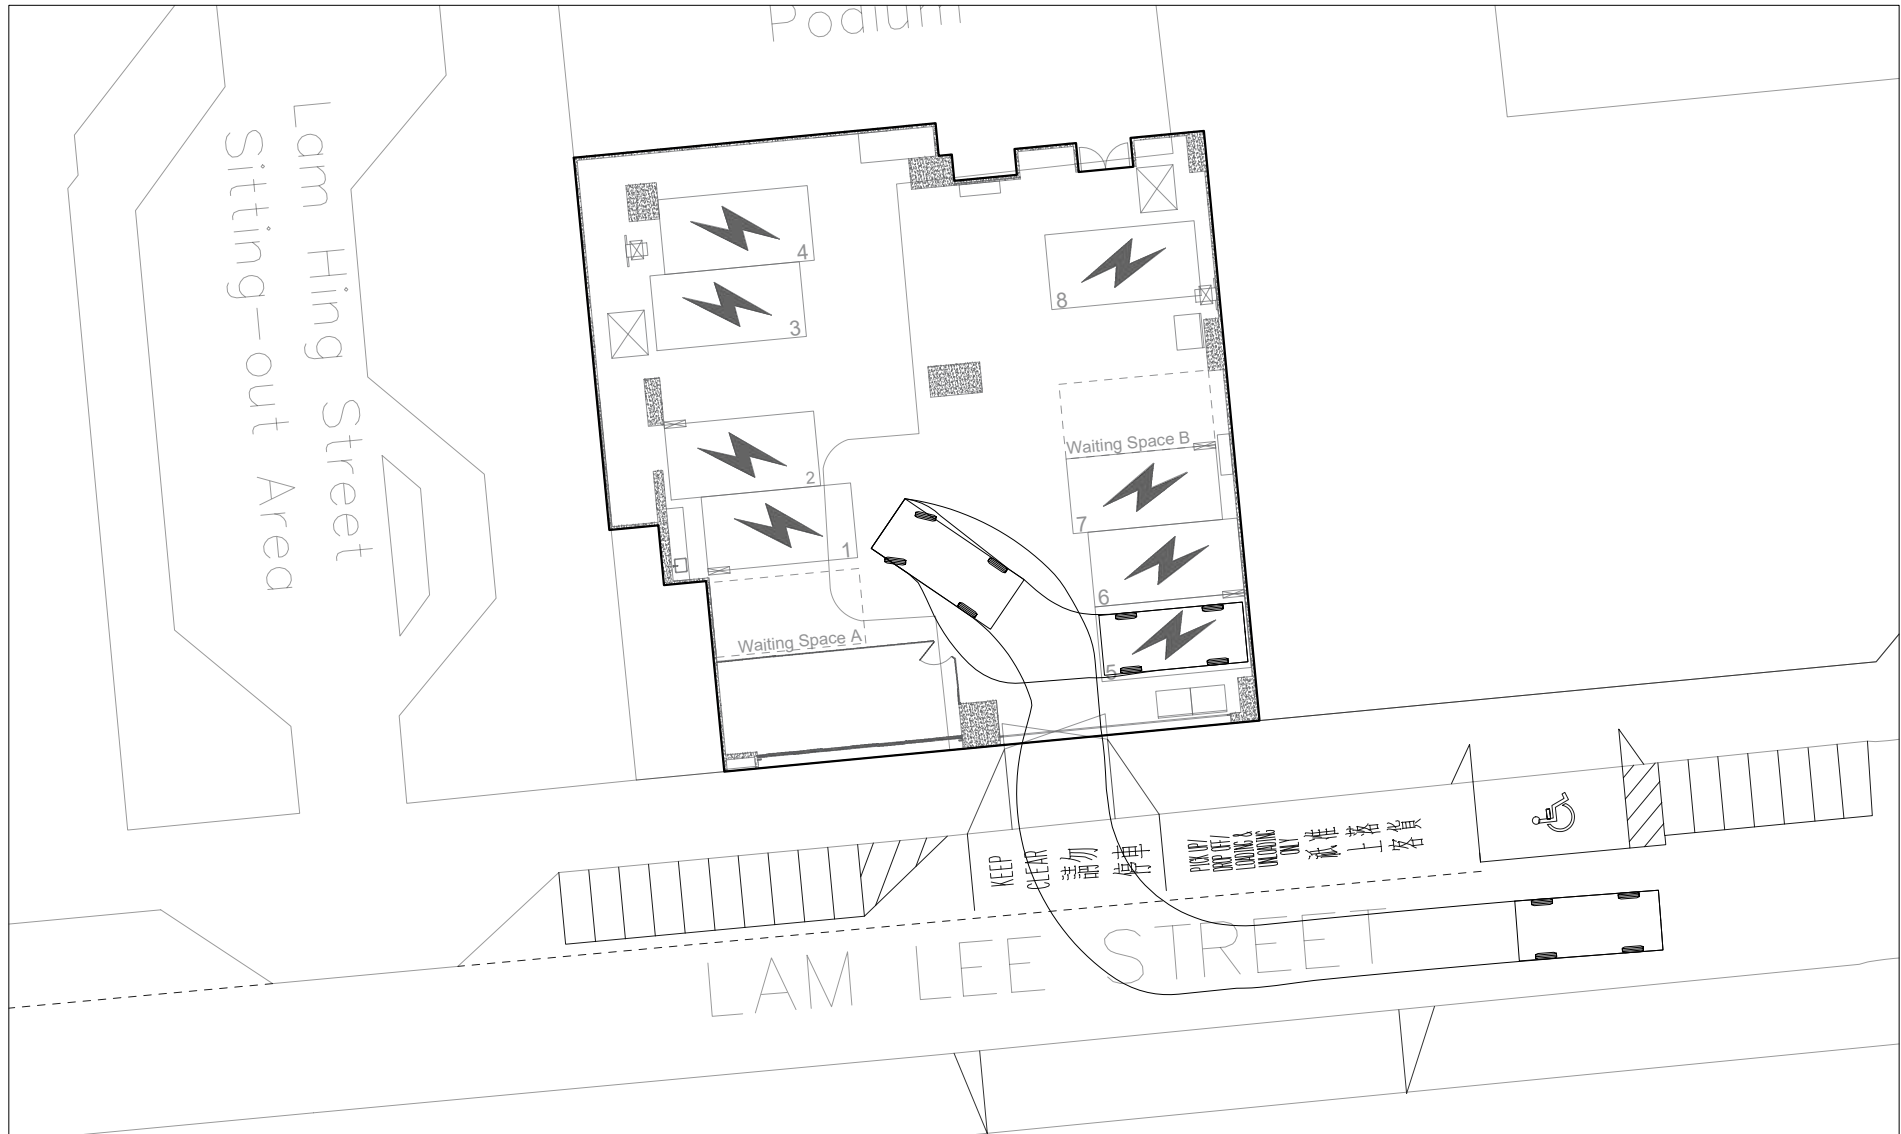 Podium
Lam Hing Street
Sitting-out Area
4
3
2
1
8
Waiting Space B
7
6
5
Waiting Space A
KEEP
CLEAR
請勿
停車
PICK UP/
DROP OFF/
LOADING &
UNLOADING
ONLY
祇准
上落
客貨
LAM LEE STREET